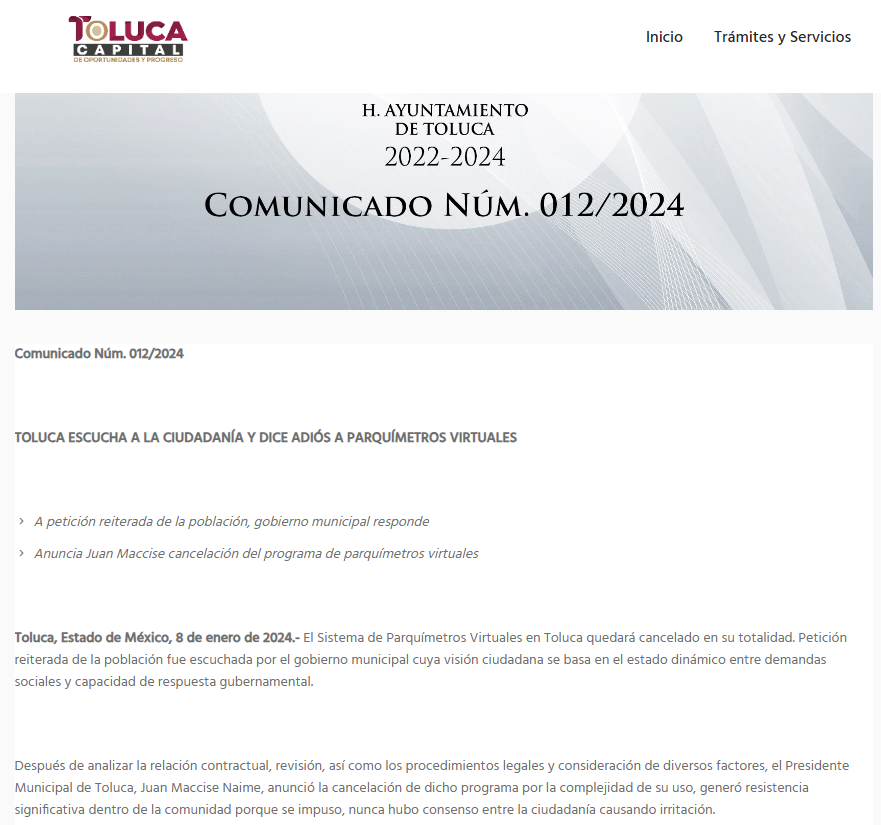 TOLUCA
CAPITAL
DE OPORTUNIDADES Y PROGRESO
Inicio
Trámites y Servicios
H. AYUNTAMIENTO
DE TOLUCA
2022-2024
COMUNICADO NÚM. 012/2024
Comunicado Núm. 012/2024
TOLUCA ESCUCHA A LA CIUDADANÍA Y DICE ADIÓS A PARQUÍMETROS VIRTUALES
A petición reiterada de la población, gobierno municipal responde
Anuncia Juan Maccise cancelación del programa de parquímetros virtuales
Toluca, Estado de México, 8 de enero de 2024.- El Sistema de Parquímetros Virtuales en Toluca quedará cancelado en su totalidad. Petición
reiterada de la población fue escuchada por el gobierno municipal cuya visión ciudadana se basa en el estado dinámico entre demandas
sociales y capacidad de respuesta gubernamental.
Después de analizar la relación contractual, revisión, así como los procedimientos legales y consideración de diversos factores, el Presidente
Municipal de Toluca, Juan Maccise Naime, anunció la cancelación de dicho programa por la complejidad de su uso, generó resistencia
significativa dentro de la comunidad porque se impuso, nunca hubo consenso entre la ciudadanía causando irritación.